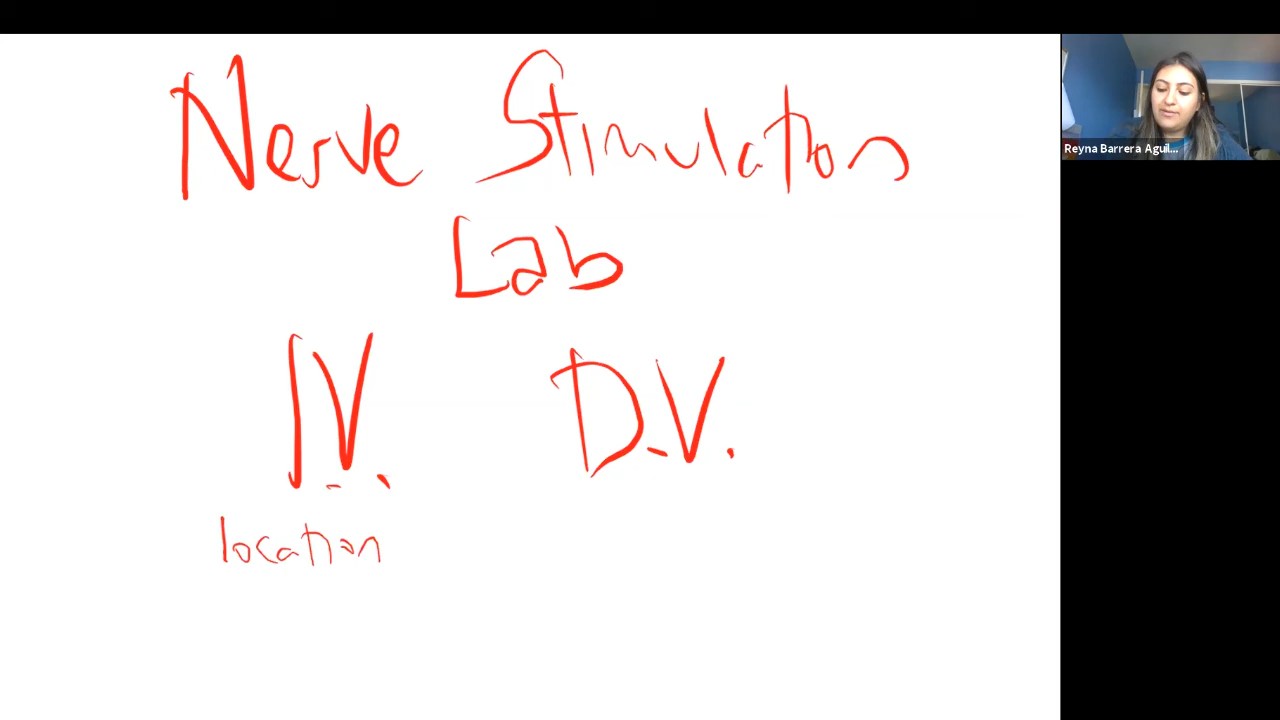 Nerve Stimulation
Lab
I.V. D.V.
location
Reyna Barrera Aguil...